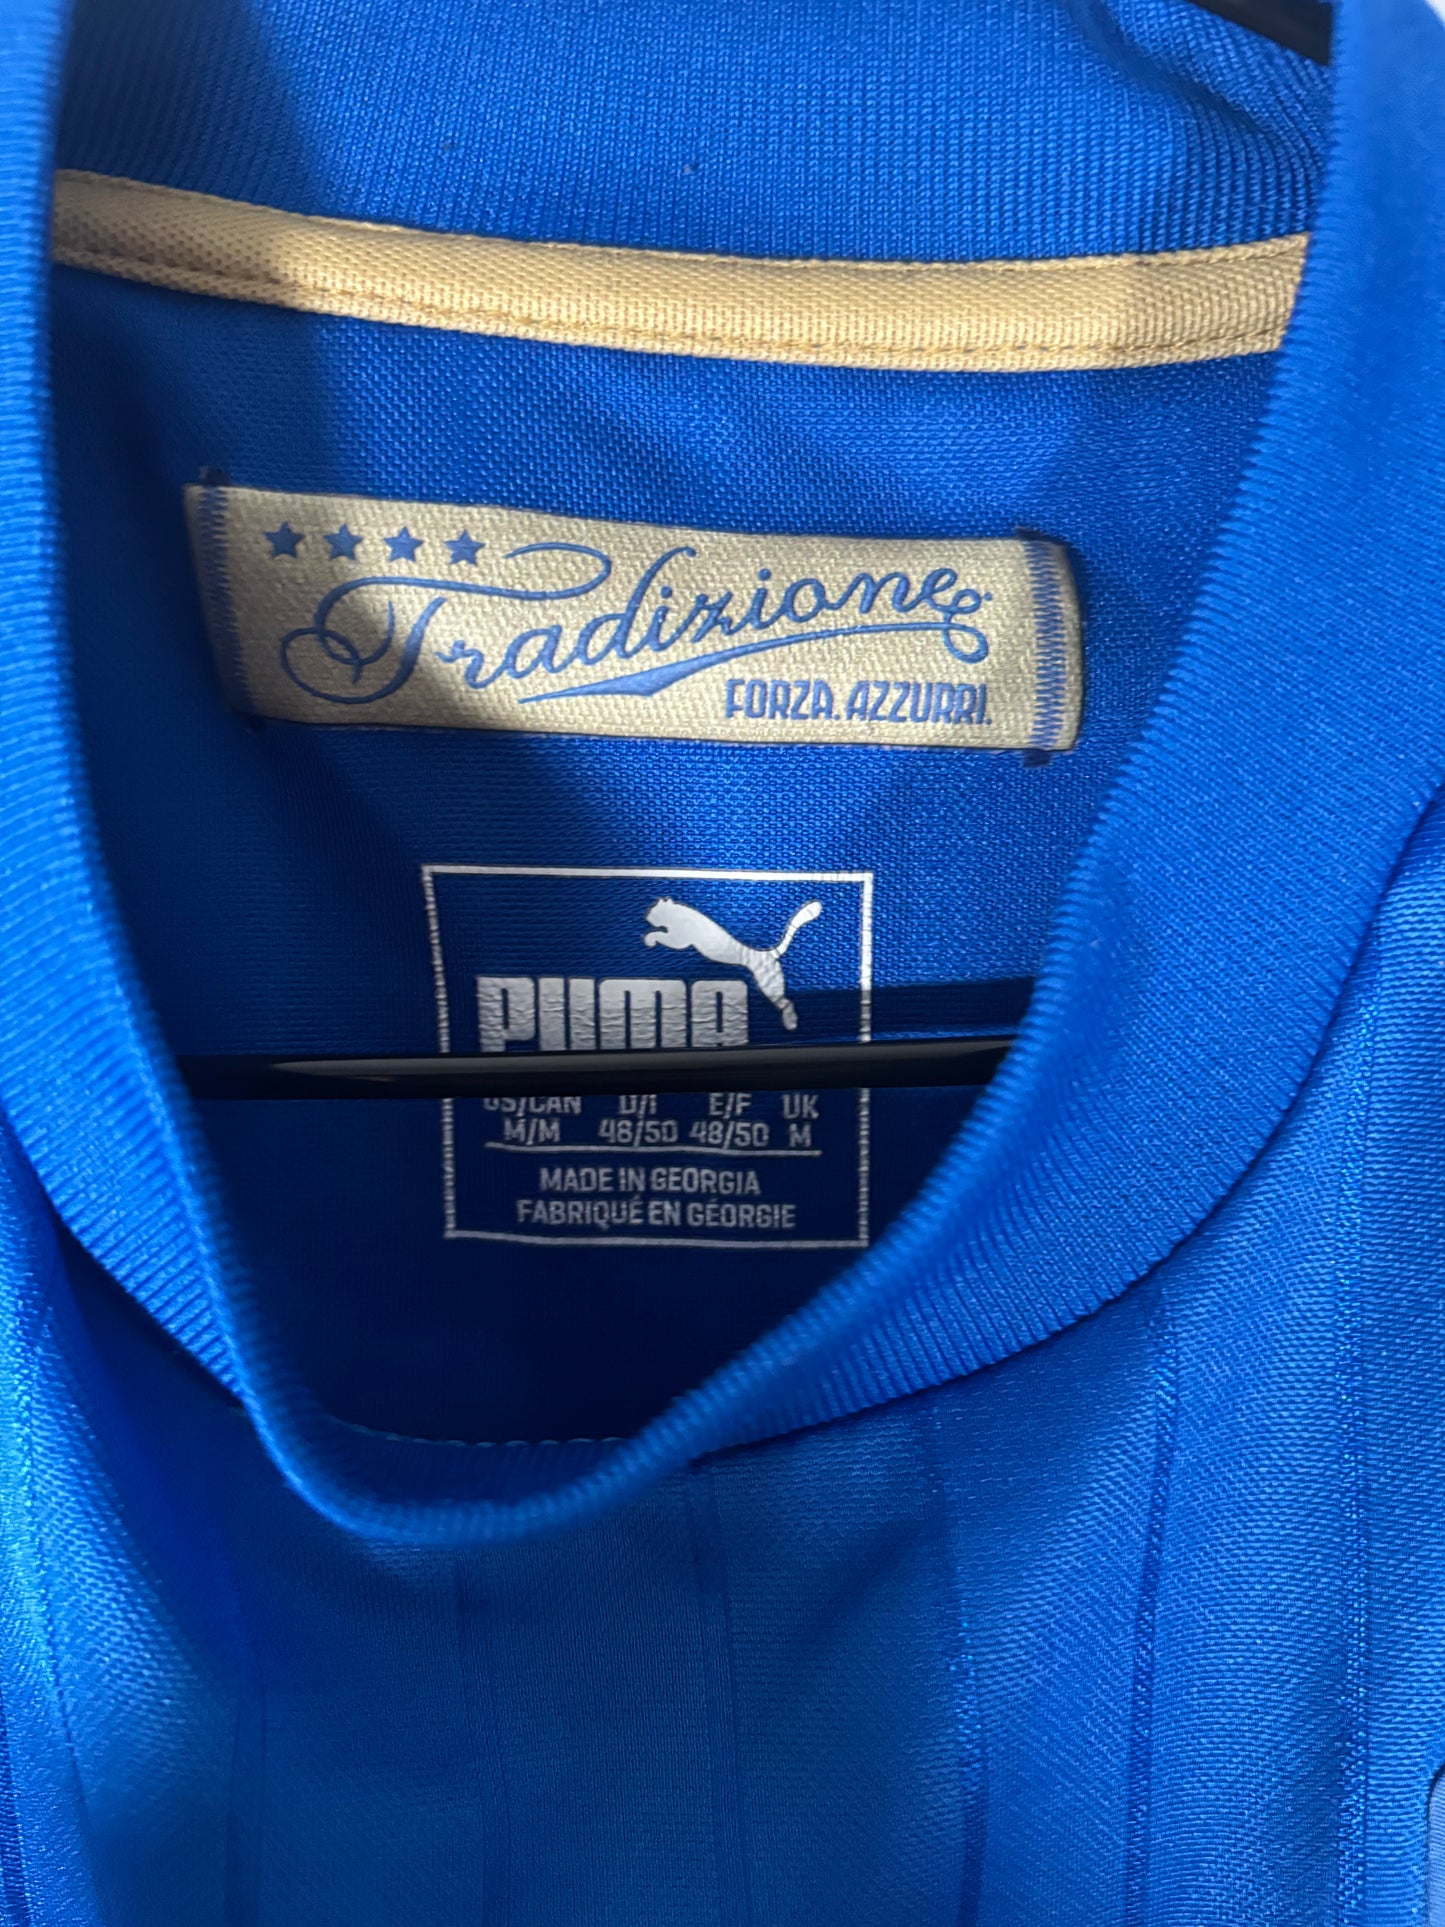 Tradizione
FORZA. AZZURRI.
PUMA
US/CAN D/I E/F UK
M/M 48/50 48/50 M
MADE IN GEORGIA
FABRIQUÉ EN GÉORGIE